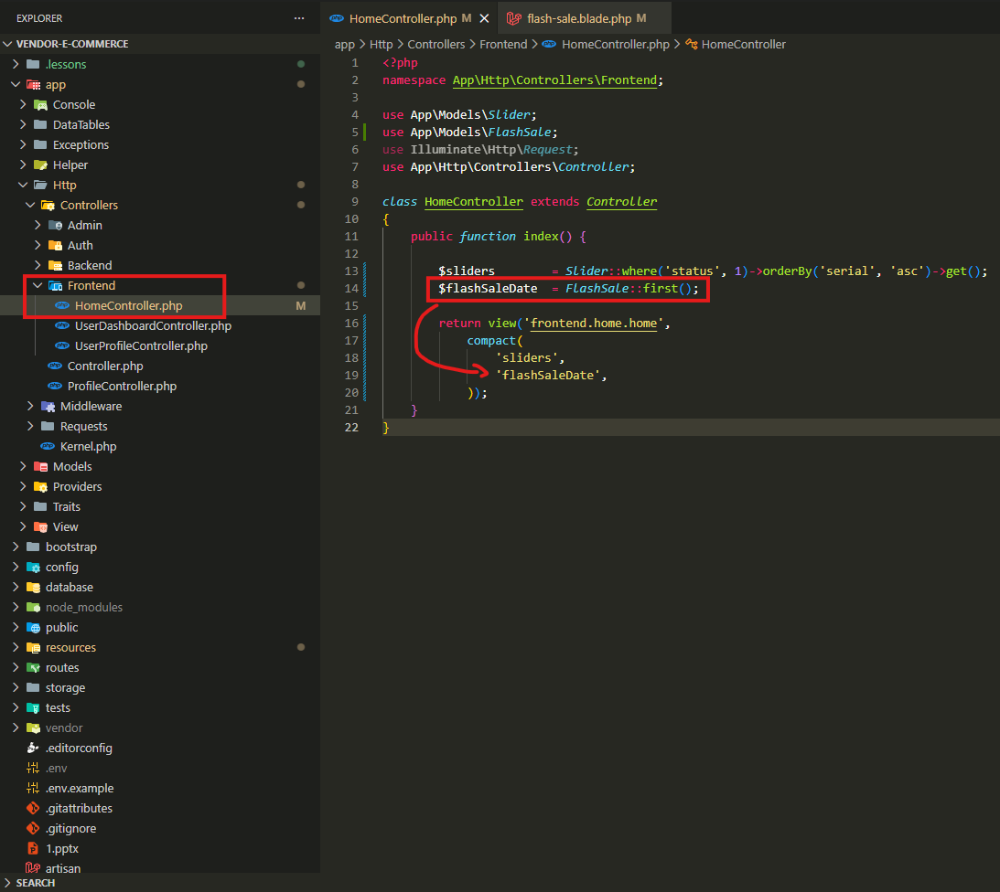 EXPLORER ···
VENDOR-E-COMMERCE
.lessons
app
Console
DataTables
Exceptions
Helper
Http
Controllers
Admin
Auth
Backend
Frontend
HomeController.php M
UserDashboardController.php
UserProfileController.php
Controller.php
ProfileController.php
Middleware
Requests
Kernel.php
Models
Providers
Traits
View
bootstrap
config
database
node_modules
public
resources
routes
storage
tests
vendor
.editorconfig
.env
.env.example
.gitattributes
.gitignore
1.pptx
artisan
SEARCH
HomeController.php M flash-sale.blade.php M
app > Http > Controllers > Frontend > HomeController.php > HomeController
1 <?php
2 namespace App\Http\Controllers\Frontend;
3
4 use App\Models\Slider;
5 use App\Models\FlashSale;
6 use Illuminate\Http\Request;
7 use App\Http\Controllers\Controller;
8
9 class HomeController extends Controller
10 {
11 public function index() {
12
13 $sliders = Slider::where('status', 1)->orderBy('serial', 'asc')->get();
14 $flashSaleDate = FlashSale::first();
15
16 return view('frontend.home.home',
17 compact(
18 'sliders',
19 'flashSaleDate',
20 ));
21 }
22 }